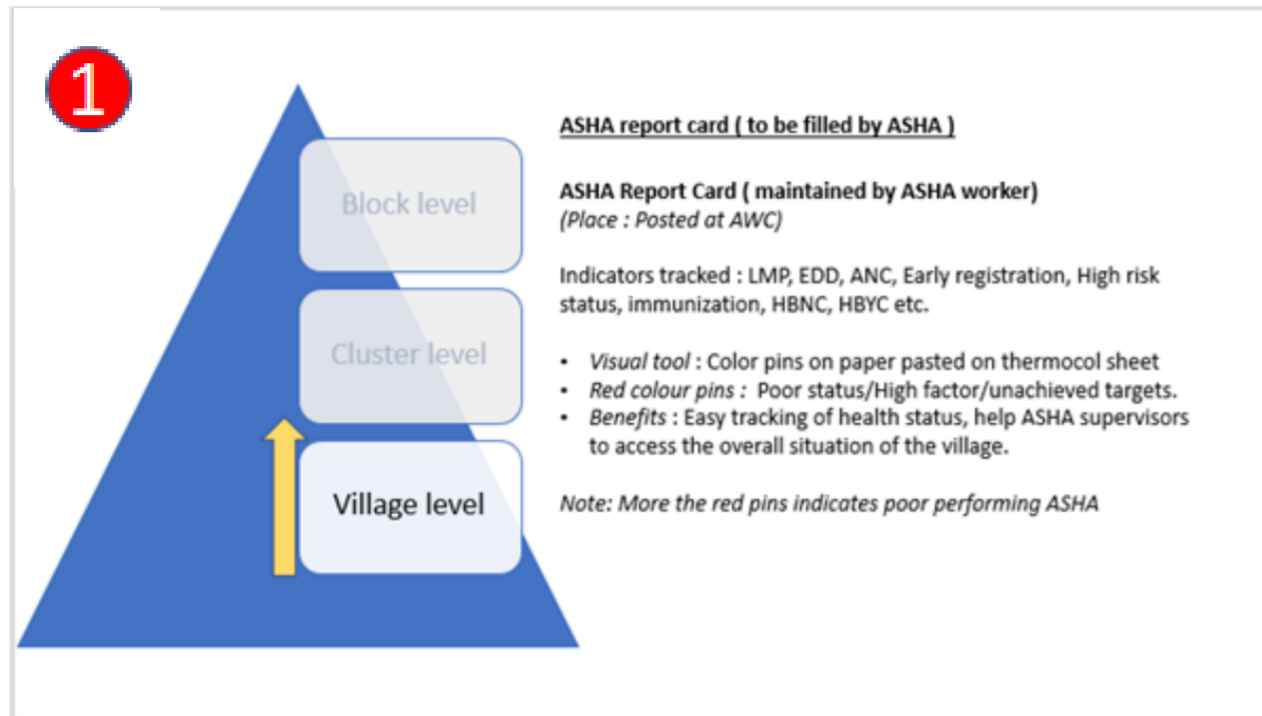 1
Block level
Cluster level
Village level
ASHA report card ( to be filled by ASHA )
ASHA Report Card ( maintained by ASHA worker)
(Place : Posted at AWC)
Indicators tracked : LMP, EDD, ANC, Early registration, High risk
status, immunization, HBNC, HBYC etc.
• Visual tool : Color pins on paper pasted on thermocol sheet
• Red colour pins : Poor status/High factor/unachieved targets.
• Benefits : Easy tracking of health status, help ASHA supervisors
to access the overall situation of the village.
Note: More the red pins indicates poor performing ASHA